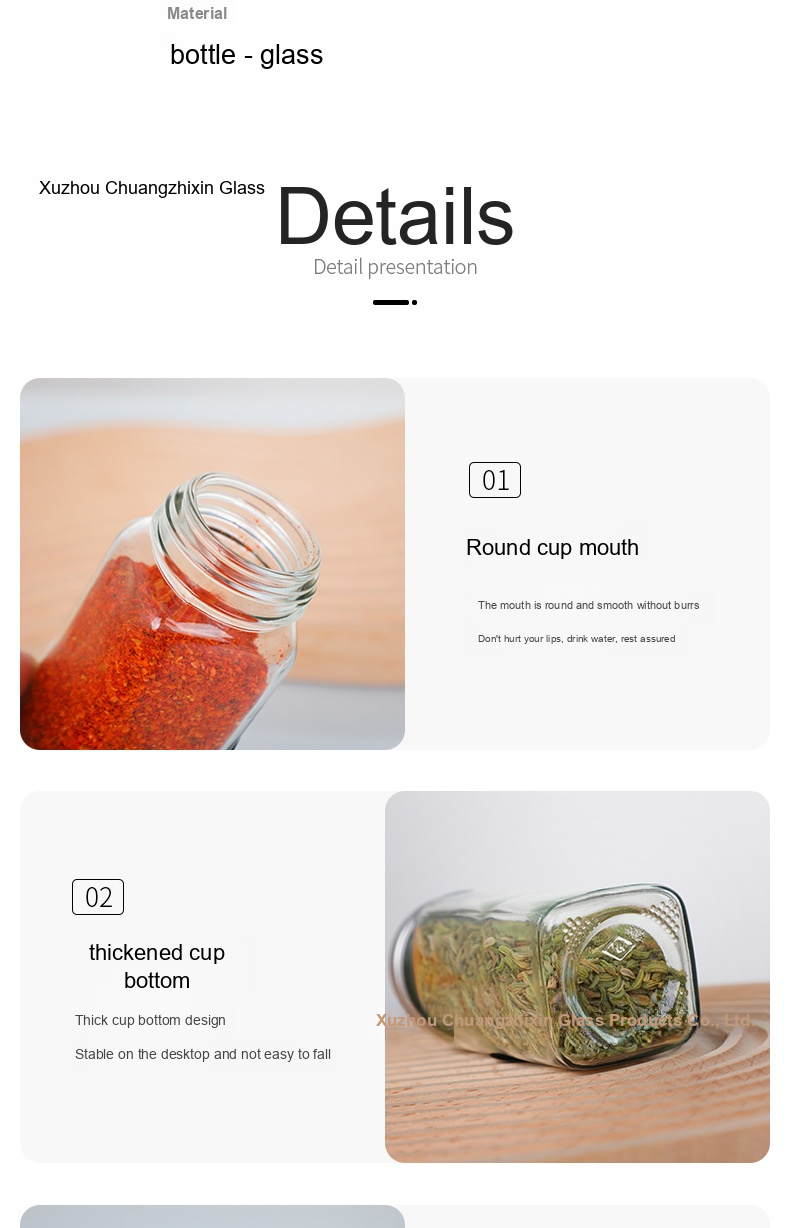 Material
bottle - glass
Xuzhou Chuangzhixin Glass
Details
Detail presentation
01
Round cup mouth
The mouth is round and smooth without burrs
Don't hurt your lips, drink water, rest assured
02
thickened cup
bottom
Thick cup bottom design
Stable on the desktop and not easy to fall
Xuzhou Chuangzhixin Glass Products Co., Ltd.